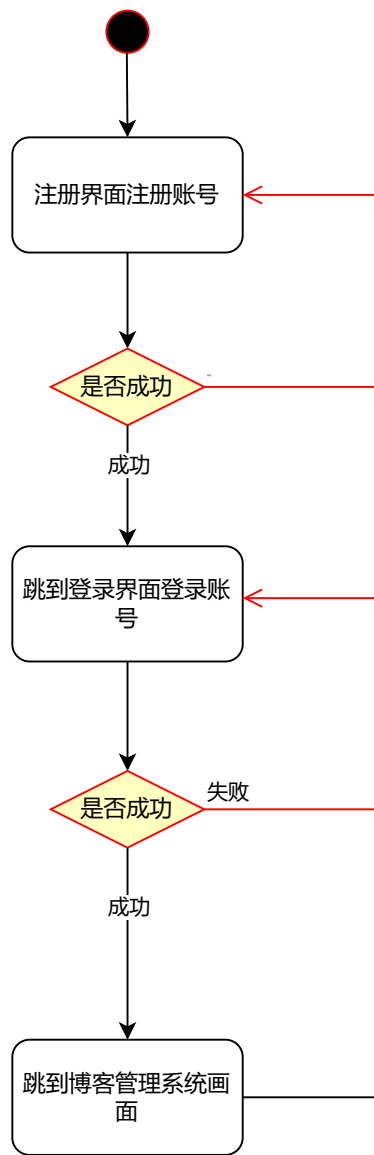 注册界面注册账号
是否成功
成功
跳到登录界面登录账
号
是否成功
失败
成功
跳到博客管理系统画
面